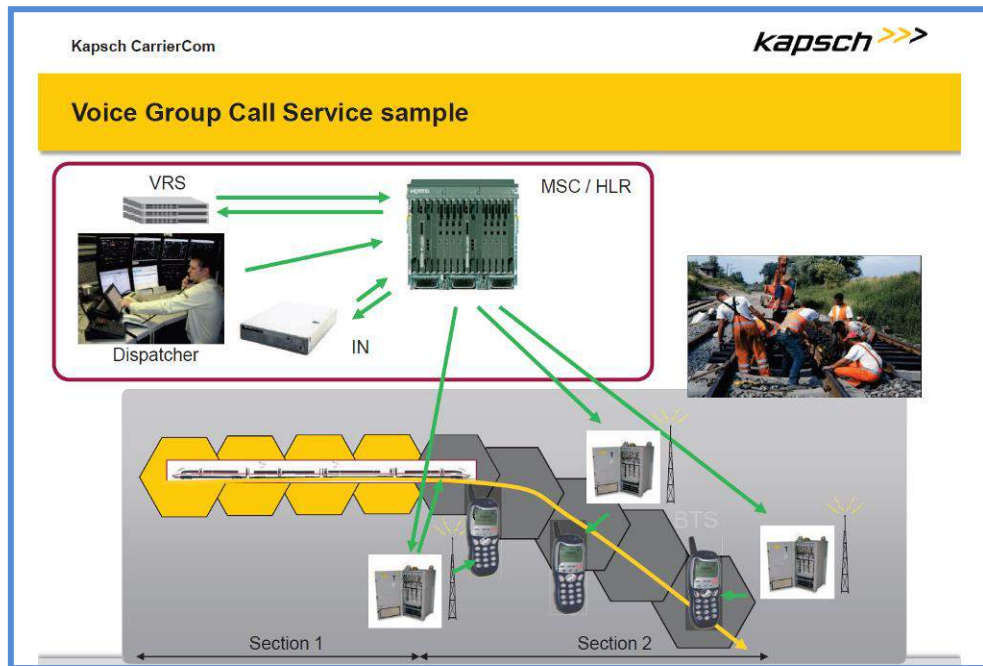 Kapsch CarrierCom
kapsch >>>
Voice Group Call Service sample
VRS
MSC / HLR
Dispatcher
IN
BTS
Section 1
Section 2